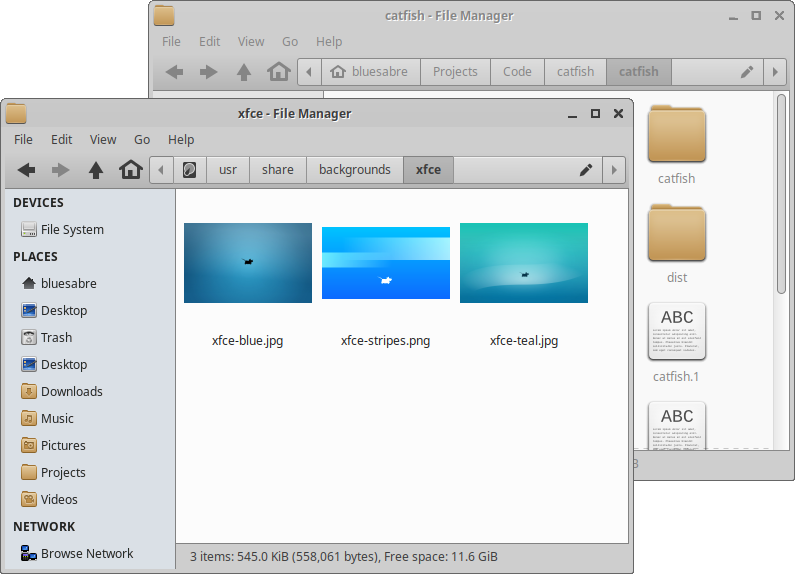 catfish - File Manager
File Edit View Go Help
bluesabre Projects Code catfish catfish
catfish
dist
ABC
catfish.1
ABC
xfce - File Manager
File Edit View Go Help
usr share backgrounds xfce
DEVICES
File System
PLACES
bluesabre
Desktop
Trash
Desktop
Downloads
Music
Pictures
Projects
Videos
NETWORK
Browse Network
xfce-blue.jpg xfce-stripes.png xfce-teal.jpg
3 items: 545.0 KiB (558,061 bytes), Free space: 11.6 GiB